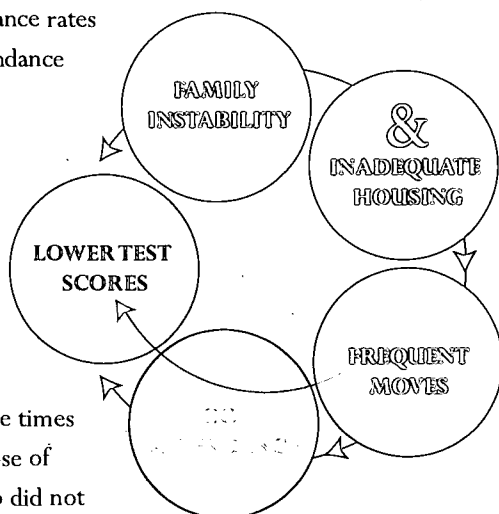 ance rates
ndance
FAMILY
INSTABILITY
&
INADEQUATE
HOUSING
LOWER TEST
SCORES
FREQUENT
MOVES
e times
se of
o did not